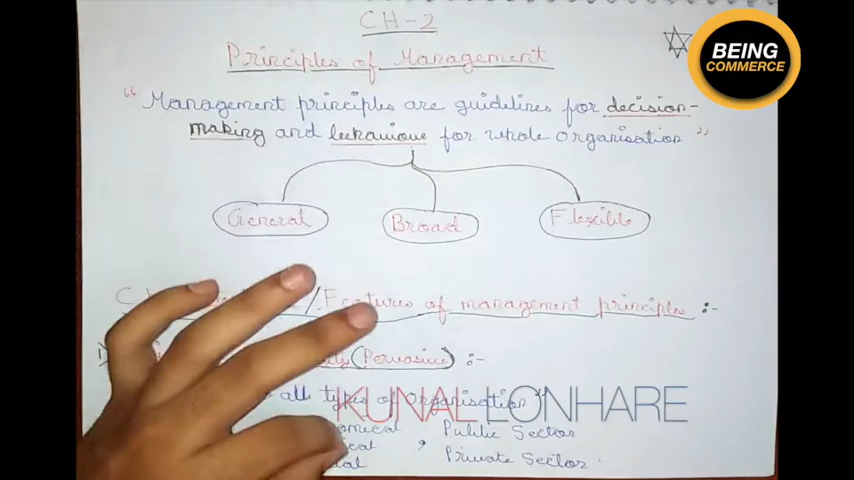 CH-2
Principles of Management
BEING
COMMERCE
"Management principles are guidelines for decision-
making and behaviour for whole organisation"
General Broad Flexible
/Features of management principles :-
1) (Pervasive) :-
all types of organisation"
KUNAL LONHARE
Public Sector
, Private Sector.